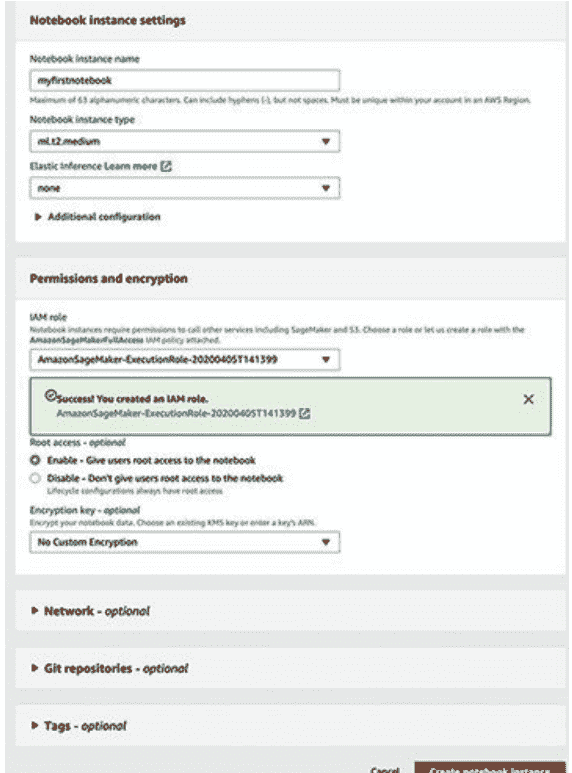 Notebook instance settings
Notebook instance name
myfirstnotebook
Maximum of 63 alphanumeric characters. Can include hyphens (-), but not spaces. Must be unique within your account in an AWS Region.
Notebook instance type
ml.t2.medium
Elastic Inference Learn more
none
Additional configuration
Permissions and encryption
IAM role
Notebook instances require permissions to call other services including SageMaker and S3. Choose a role or let us create a role with the
AmazonSageMakerFullAccess IAM policy attached.
AmazonSageMaker-ExecutionRole-20200405T141399
Success! You created an IAM role.
AmazonSageMaker-ExecutionRole-20200405T141399
Root access - optional
Enable - Give users root access to the notebook
Disable - Don't give users root access to the notebook
Lifecycle configurations always have root access
Encryption key - optional
Encrypt your notebook data. Choose an existing KMS key or enter a key's ARN.
No Custom Encryption
Network - optional
Git repositories - optional
Tags - optional
Cancel Create notebook instance